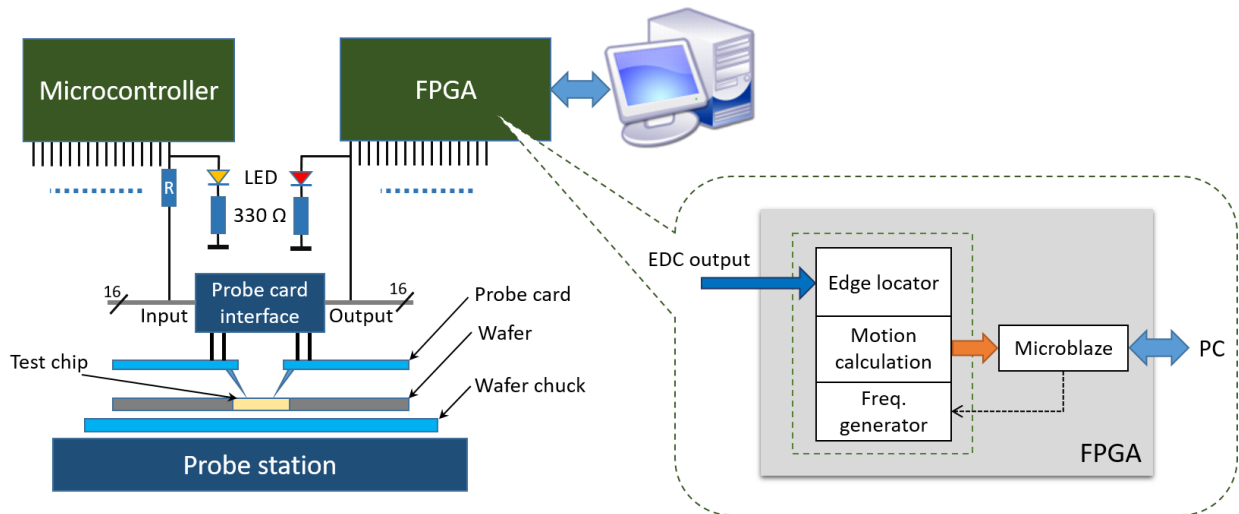 Microcontroller
FPGA
R
LED
330 Ω
16
16
Input
Probe card
interface
Output
Probe card
Wafer
Test chip
Wafer chuck
Probe station
EDC output
Edge locator
Motion
calculation
Freq.
generator
Microblaze
PC
FPGA